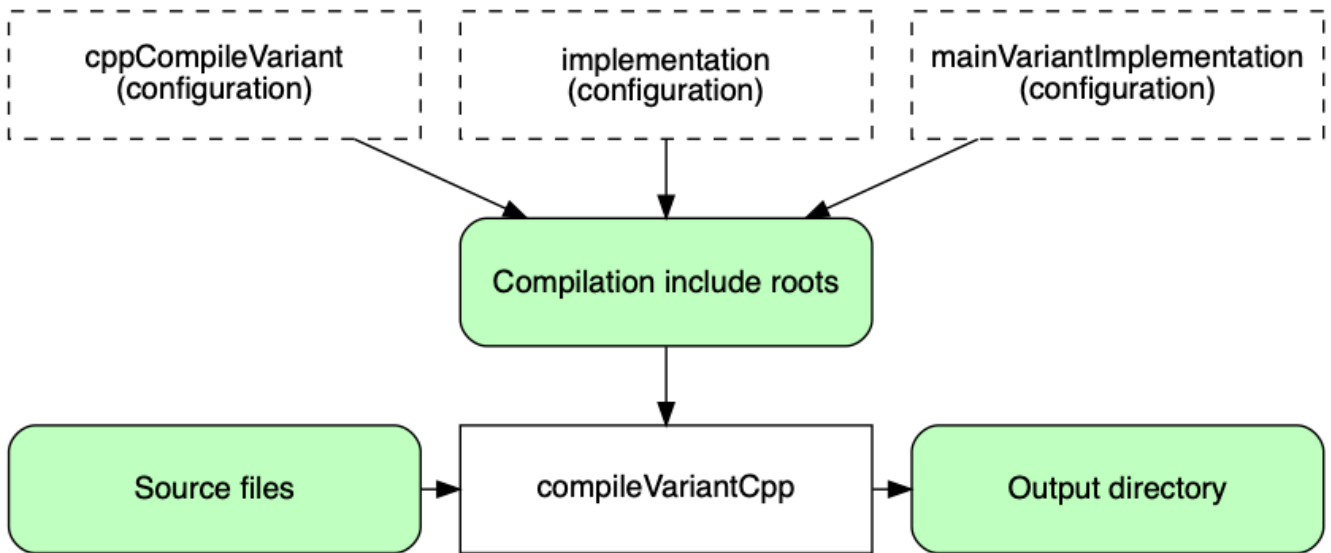 cppCompileVariant
(configuration)
implementation
(configuration)
mainVariantImplementation
(configuration)
Compilation include roots
Source files
compileVariantCpp
Output directory